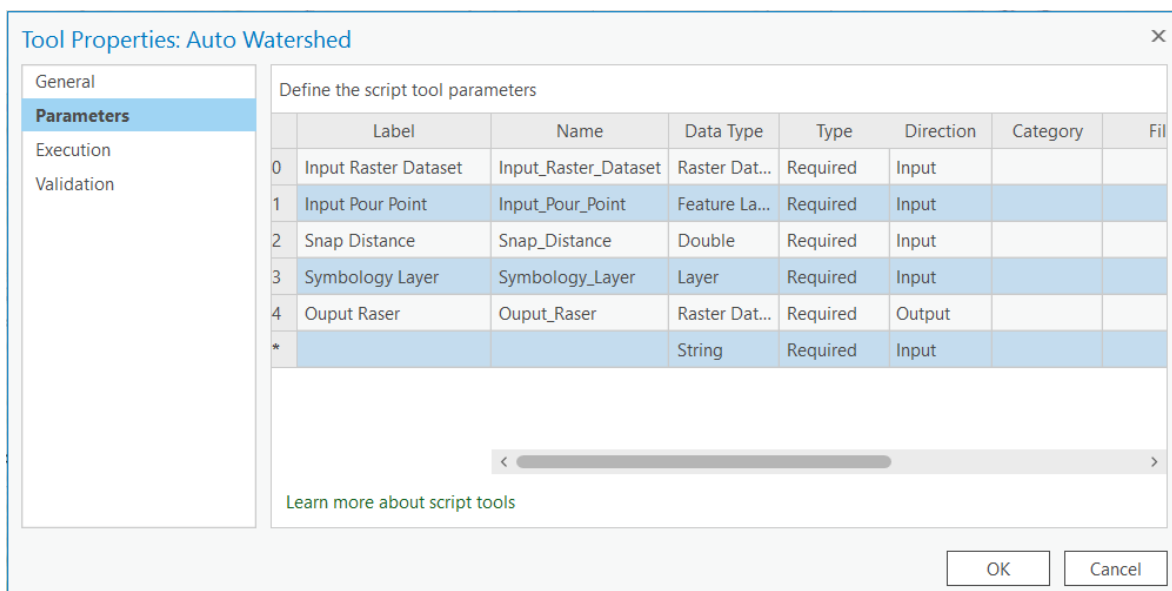 Tool Properties: Auto Watershed
General
Parameters
Execution
Validation
Define the script tool parameters
Label Name Data Type Type Direction Category Fil
0 Input Raster Dataset Input_Raster_Dataset Raster Dat... Required Input
1 Input Pour Point Input_Pour_Point Feature La... Required Input
2 Snap Distance Snap_Distance Double Required Input
3 Symbology Layer Symbology_Layer Layer Required Input
4 Ouput Raser Ouput_Raser Raster Dat... Required Output
* String Required Input
Learn more about script tools
OK Cancel